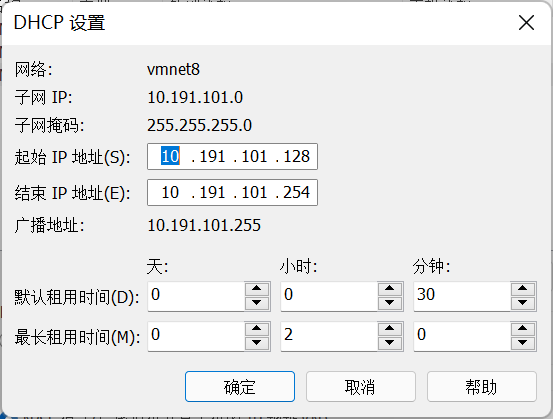 DHCP 设置
网络: vmnet8
子网 IP: 10.191.101.0
子网掩码: 255.255.255.0
起始 IP 地址(S): 10 . 191 . 101 . 128
结束 IP 地址(E): 10 . 191 . 101 . 254
广播地址: 10.191.101.255
天: 小时: 分钟:
默认租用时间(D): 0 0 30
最长租用时间(M): 0 2 0
确定 取消 帮助